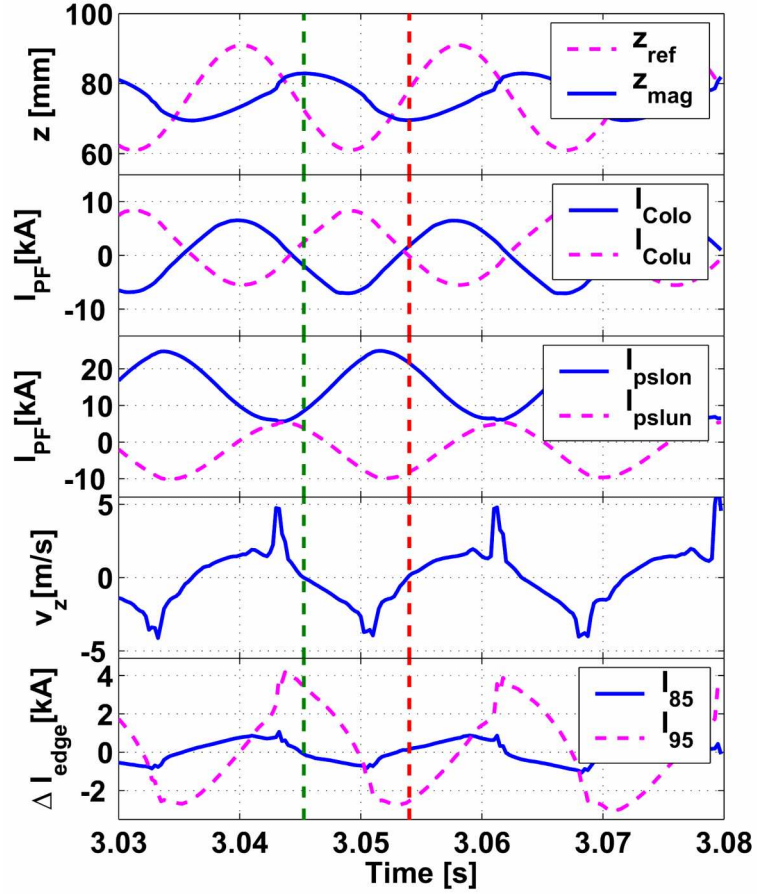 100
80
60
z [mm]
z_ref
z_mag
10
0
-10
I_PF[kA]
I_Colo
I_Colu
20
10
0
-10
I_PF[kA]
I_pslon
I_pslun
5
0
-5
v_z[m/s]
4
2
0
-2
Δ I_edge[kA]
I_85
I_95
3.03 3.04 3.05 3.06 3.07 3.08
Time [s]